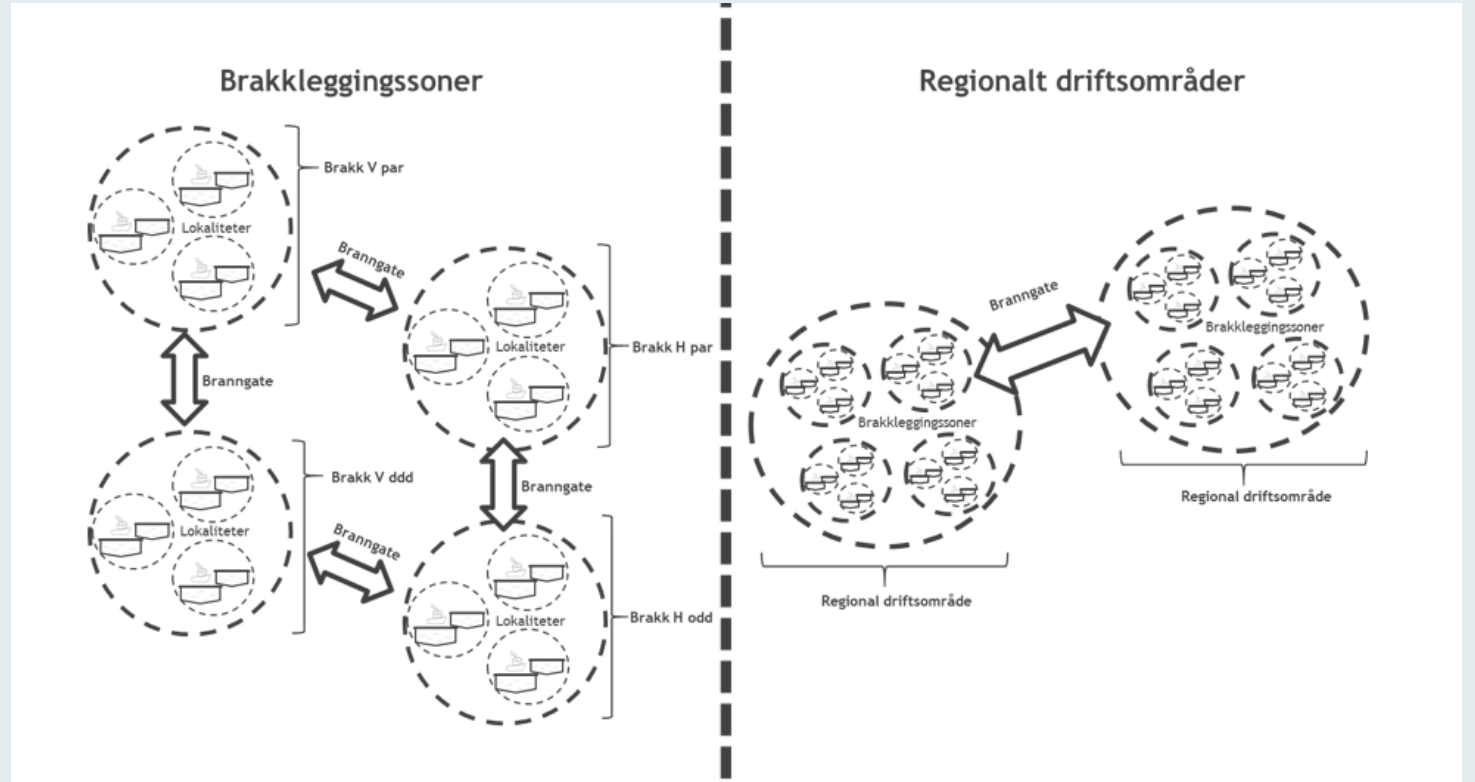 Brakkleggingssoner
Brakk V par
Lokaliteter
Branngate
Brakk H par
Lokaliteter
Branngate
Brakk V ddd
Lokaliteter
Branngate
Branngate
Brakk H odd
Lokaliteter
Regionalt driftsområder
Branngate
Brakkleggingssoner
Regional driftsområde
Brakkleggingssoner
Regional driftsområde